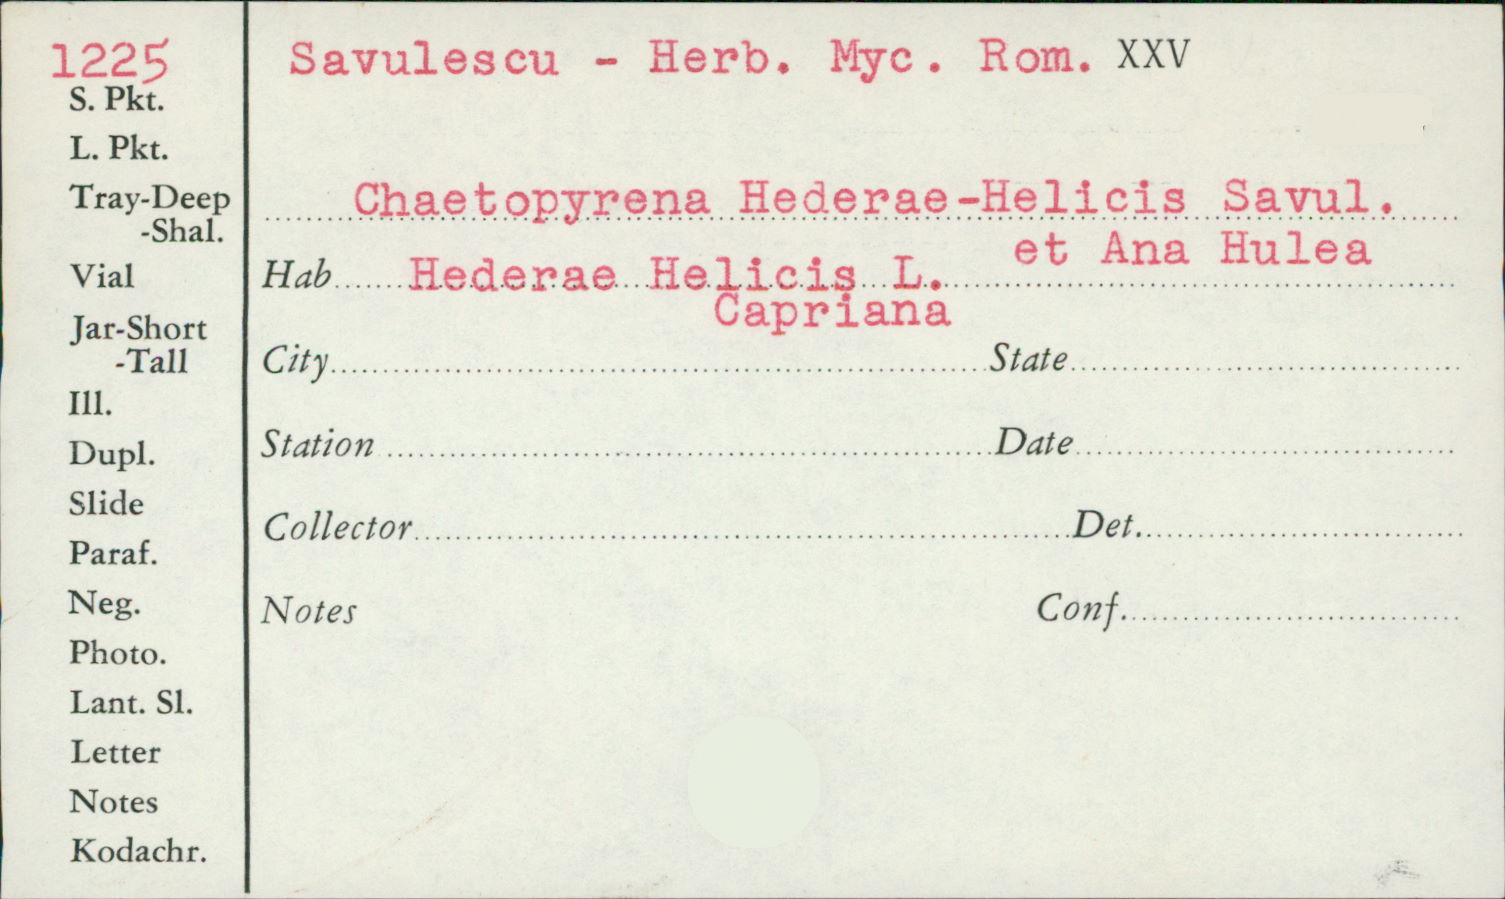 1225
Savulescu - Herb. Myc. Rom. XXV
S. Pkt.
L. Pkt.
Tray-Deep
-Shal.
Vial
Jar-Short
-Tall
Ill.
Dupl.
Slide
Paraf.
Neg.
Photo.
Lant. Sl.
Letter
Notes
Kodachr.
Chaetopyrena Hederae-Helicis Savul.
et Ana Hulea
Hab Hederae Helicis L.
Capriana
City State
Station Date
Collector Det.
Notes Conf.